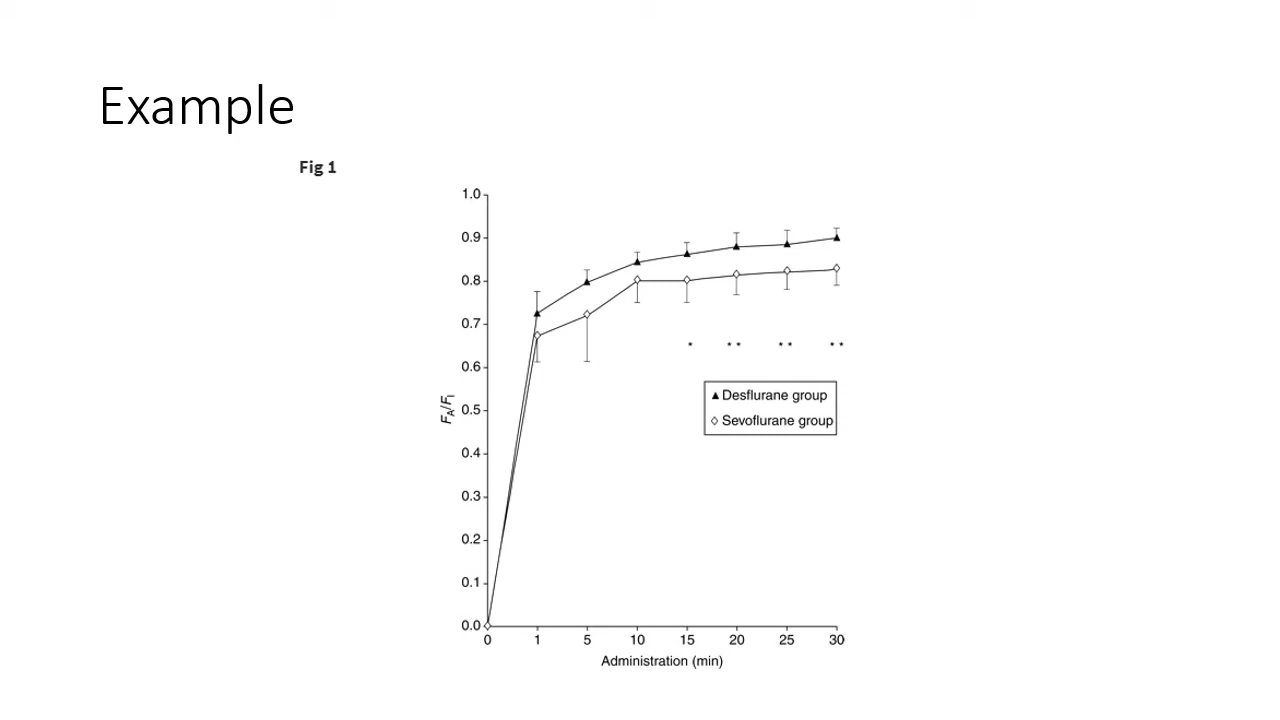 Example
Fig 1
1.0
0.9
0.8
0.7
0.6
0.5
0.4
0.3
0.2
0.1
0.0
FA/FI
* ** ** **
Desflurane group
Sevoflurane group
0 1 5 10 15 20 25 30
Administration (min)